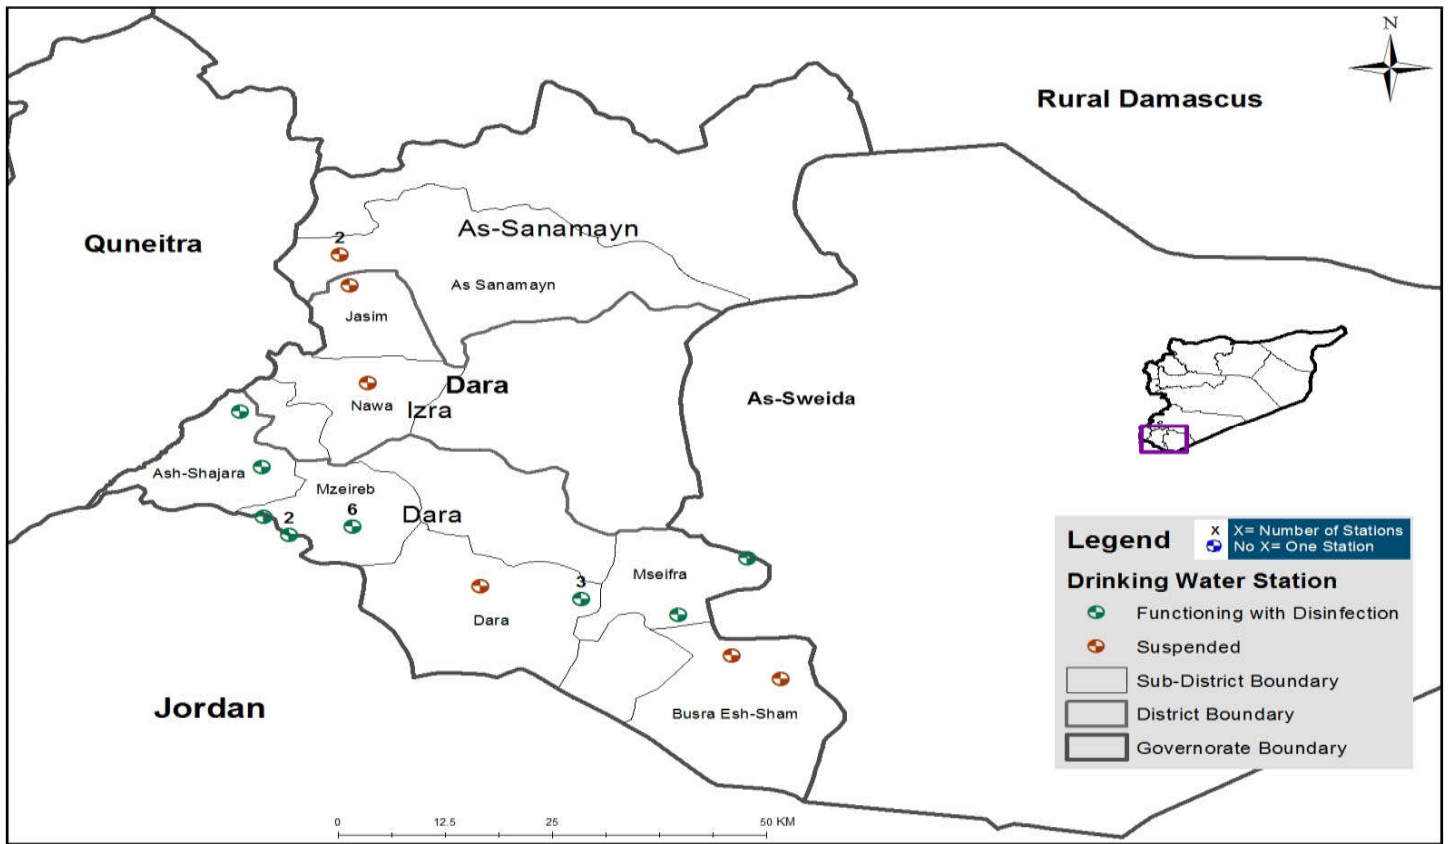 N
Rural Damascus
Quneitra
2
As-Sanamayn
As Sanamayn
Jasim
Dara
Nawa
Izra
As-Sweida
Ash-Shajara
Mzeireb
6
2
Dara
3
Mseifra
Dara
Busra Esh-Sham
Jordan
Legend
X X= Number of Stations
No X= One Station
Drinking Water Station
Functioning with Disinfection
Suspended
Sub-District Boundary
District Boundary
Governorate Boundary
0 12.5 25 50 KM